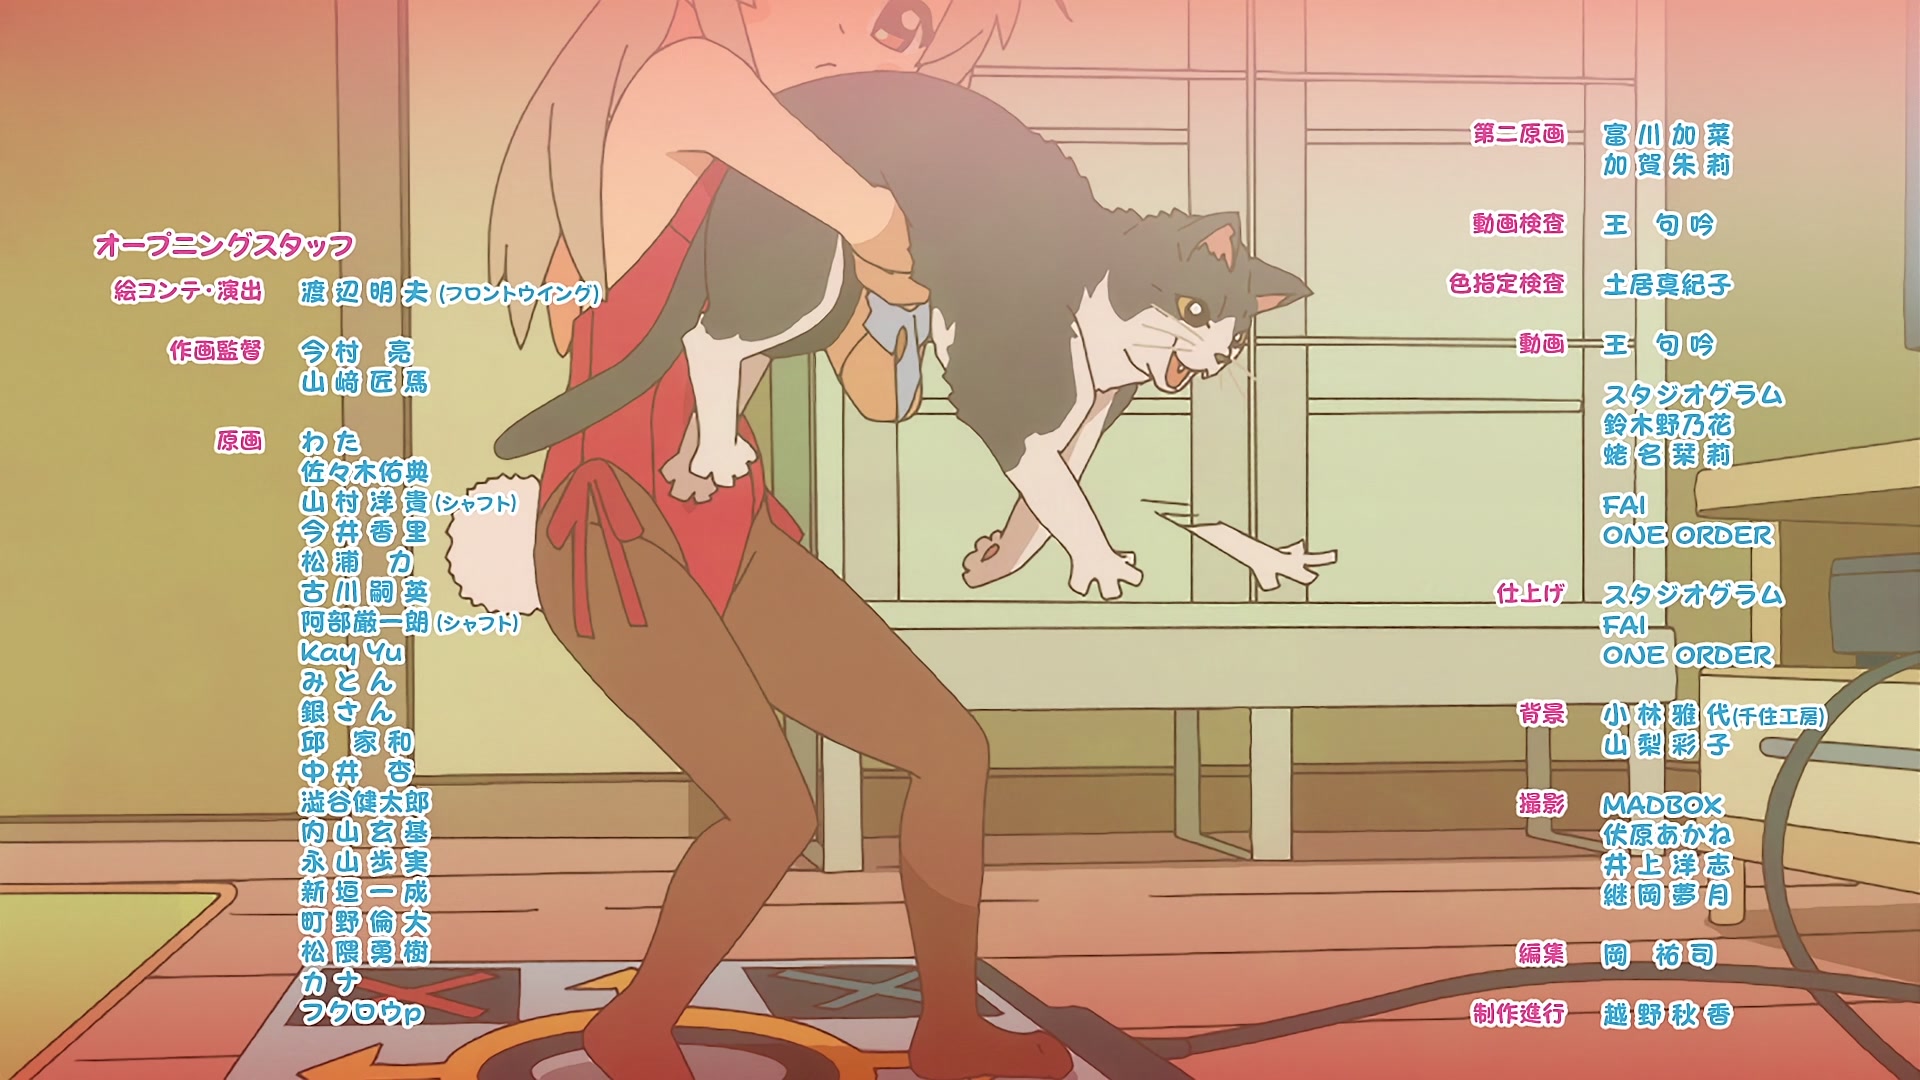 オープニングスタッフ
絵コンテ・演出 渡辺明夫(フロントウイング)
作画監督 今村 亮
山﨑匠馬
原画 わた
佐々木佑典
山村洋貴(シャフト)
今井香里
松浦 力
古川嗣英
阿部厳一朗(シャフト)
Kay Yu
みとん
銀さん
邱 家和
中井 杏
澁谷健太郎
内山玄基
永山歩実
新垣一成
町野倫大
松隈勇樹
カナ
フクロウp
第二原画 富川加菜
加賀朱莉
動画検査 王 句吟
色指定検査 土居真紀子
動画 王 句吟
スタジオグラム
鈴木野乃花
蛯名栞莉
FAI
ONE ORDER
仕上げ スタジオグラム
FAI
ONE ORDER
背景 小林雅代(千住工房)
山梨彩子
撮影 MADBOX
伏原あかね
井上洋志
継岡夢月
編集 岡 祐司
制作進行 越野秋香